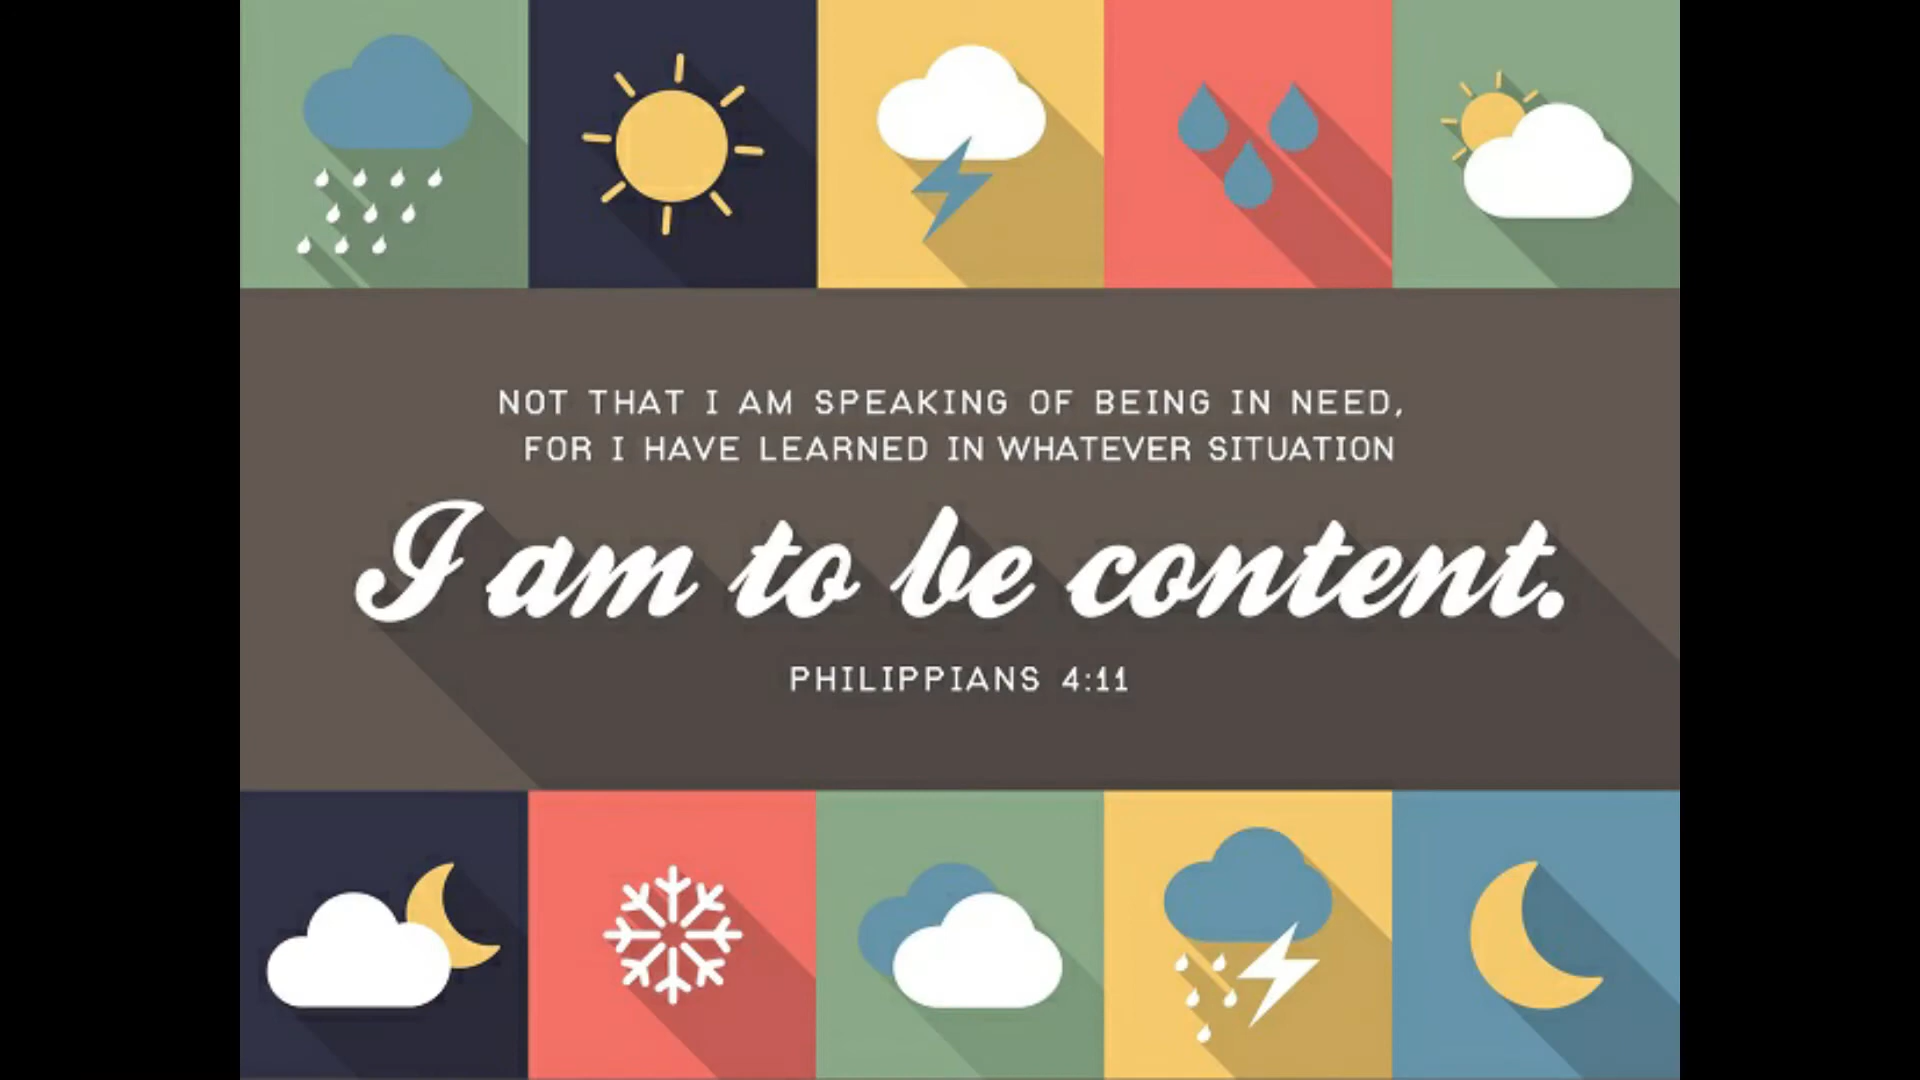 NOT THAT I AM SPEAKING OF BEING IN NEED,
FOR I HAVE LEARNED IN WHATEVER SITUATION
I am to be content.
PHILIPPIANS 4:11